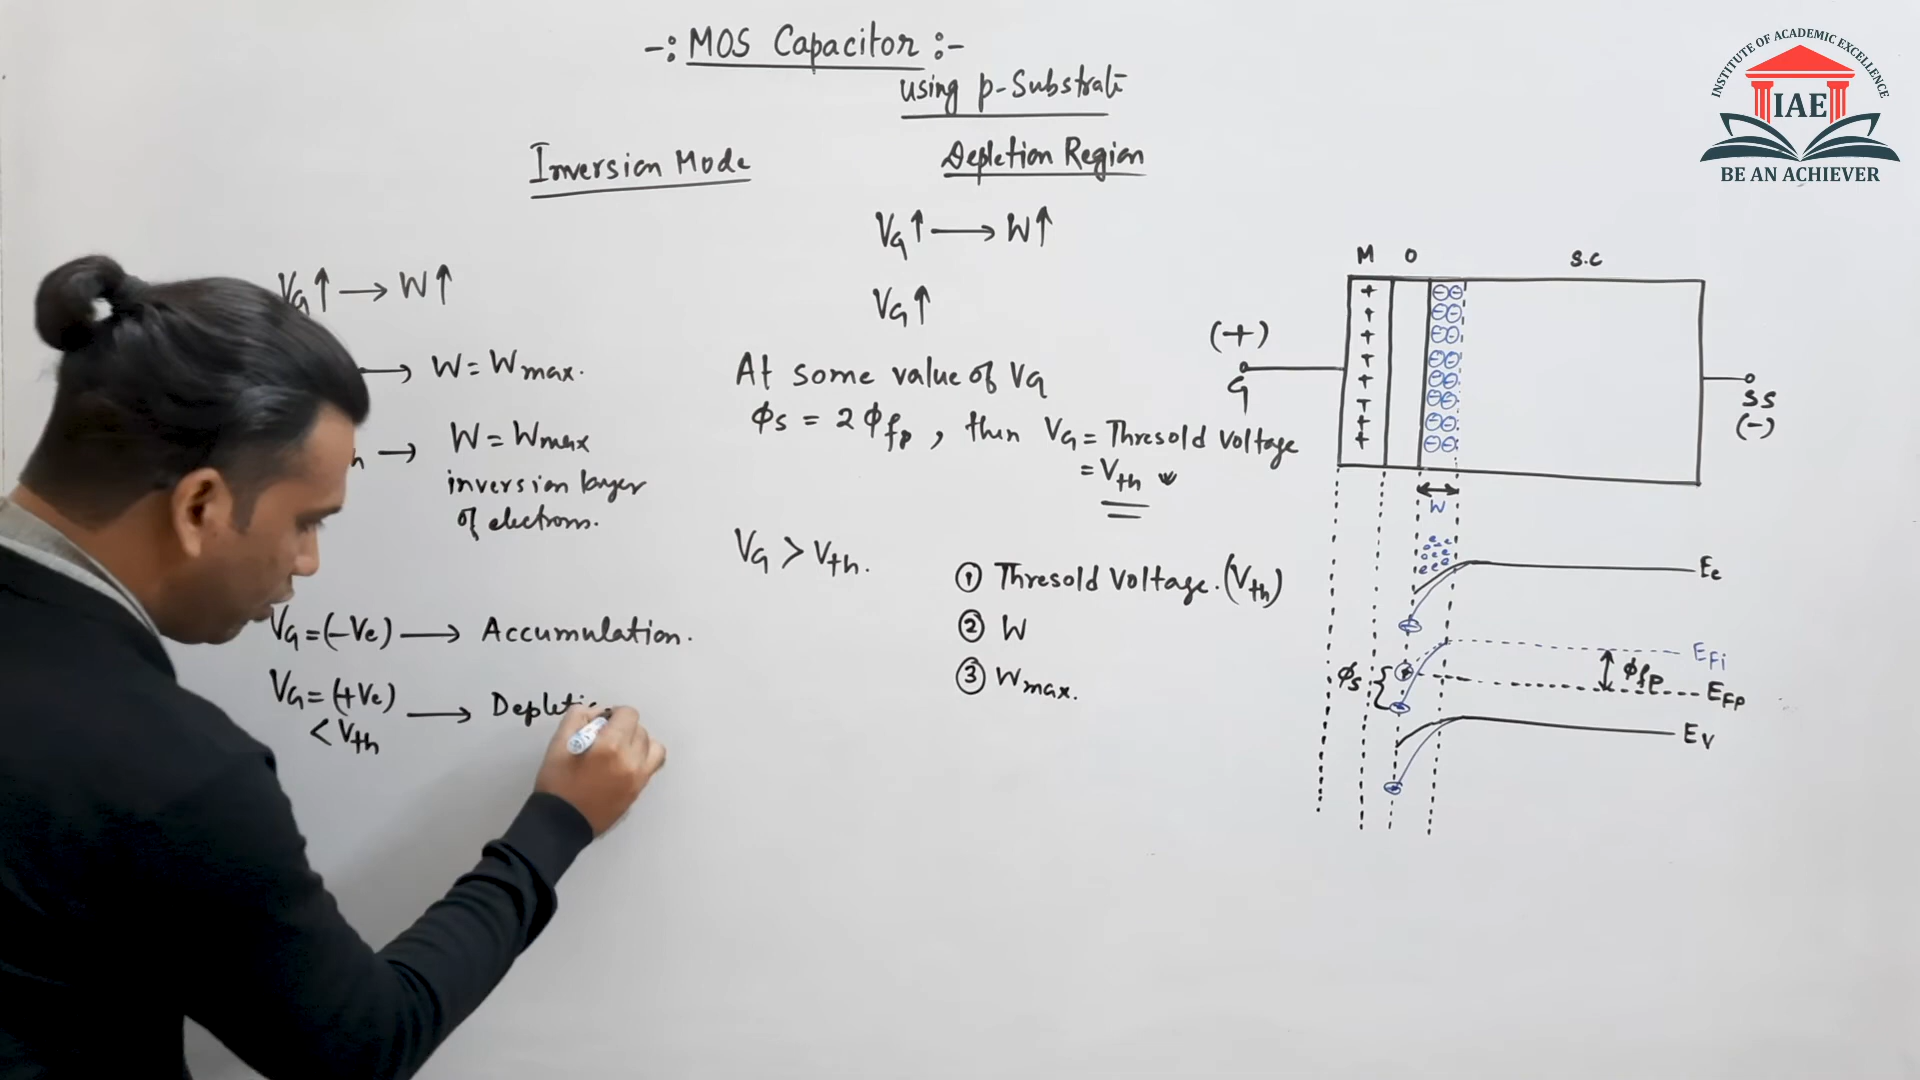 -: MOS Capacitor :-
using p-Substrate
Inversion Mode
VG↑ → W↑
→ W = Wmax.
→ W = Wmax
inversion layer
of electrons.
VG = (-Ve) → Accumulation.
VG = (+Ve) → Depleti
< Vth
Depletion Region
VG↑ → W↑
VG↑
At some value of VG
ϕs = 2ϕfp, then VG = Thresold Voltage
= Vth
VG > Vth.
① Thresold Voltage. (Vth)
② W
③ Wmax.
M O S.C
+ ⊖⊖
+ ⊖⊖
+ ⊖⊖
+ ⊖⊖
+ ⊖⊖
+ ⊖⊖
+ ⊖⊖
+ ⊖⊖
(+)
G
SS
(-)
W
Ec
EFi
ϕs
ϕfp
EFp
Ev
INSTITUTE OF ACADEMIC EXCELLENCE
IAE
BE AN ACHIEVER